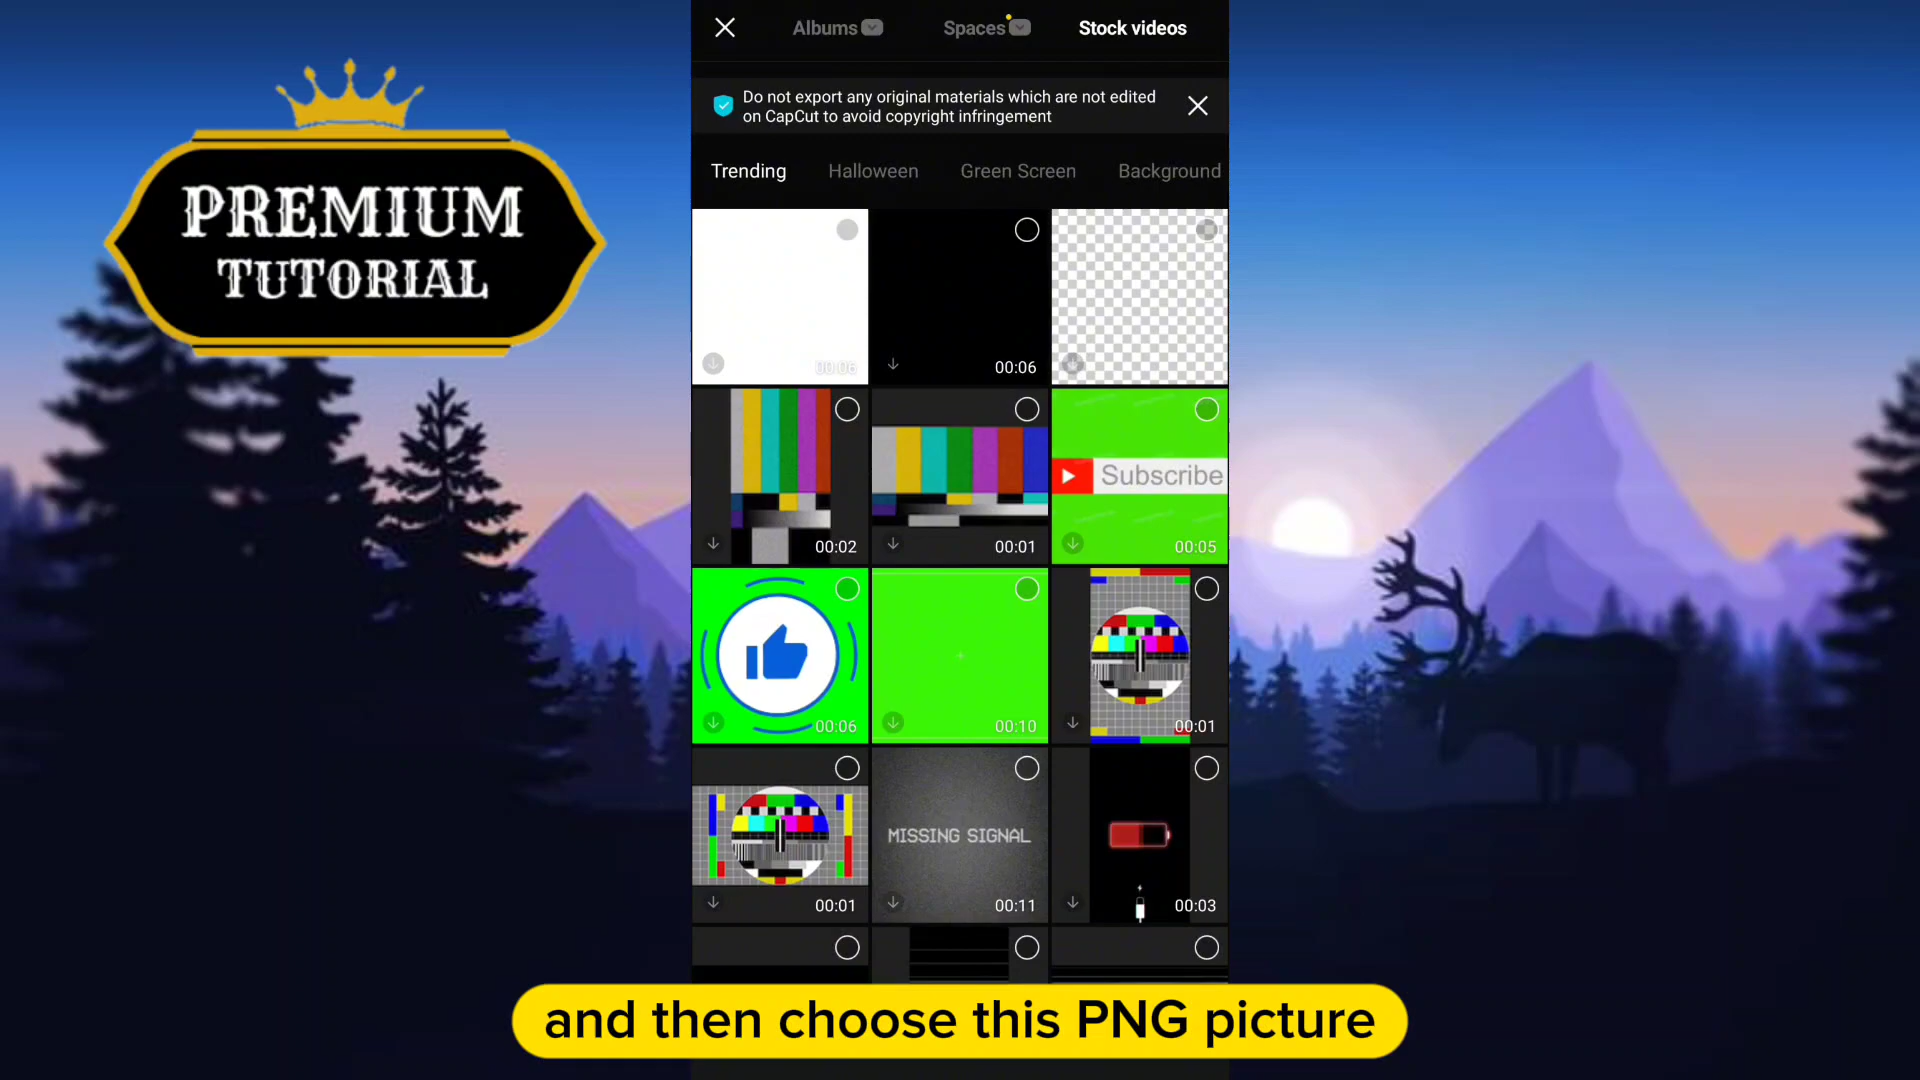 PREMIUM
TUTORIAL
Albums
Spaces
Stock videos
Do not export any original materials which are not edited
on CapCut to avoid copyright infringement
Trending
Halloween
Green Screen
Background
00:06
00:06
00:02
00:01
Subscribe
00:05
00:06
00:10
00:01
00:01
MISSING SIGNAL
00:11
00:03
and then choose this PNG picture